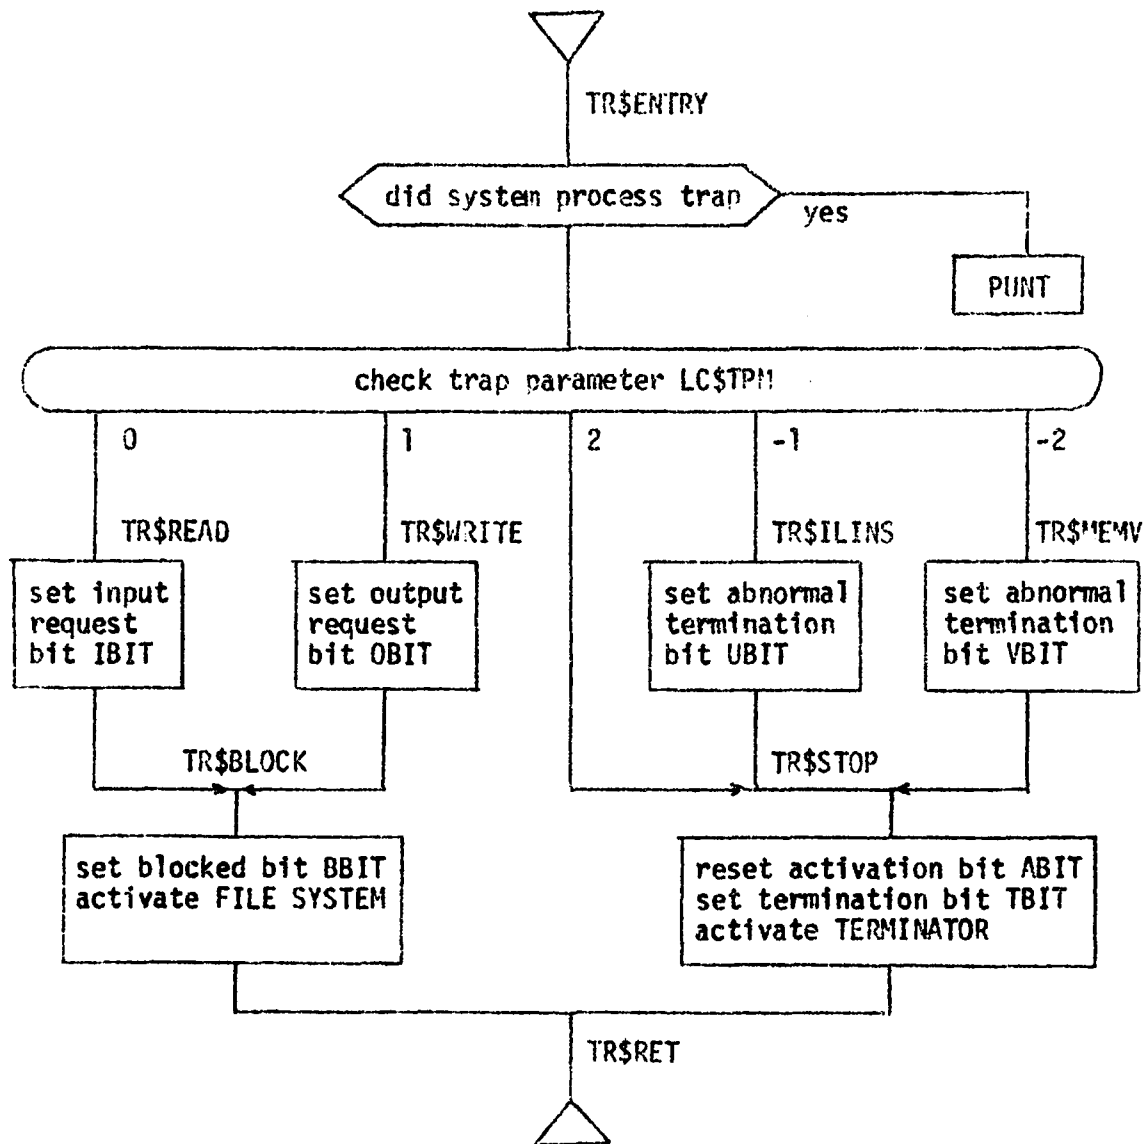 TR$ENTRY
did system process trap
yes
PUNT
check trap parameter LC$TPM
0
1
2
-1
-2
TR$READ
TR$WRITE
TR$ILINS
TR$MEMV
set input
request
bit IBIT
set output
request
bit OBIT
set abnormal
termination
bit UBIT
set abnormal
termination
bit VBIT
TR$BLOCK
TR$STOP
set blocked bit BBIT
activate FILE SYSTEM
reset activation bit ABIT
set termination bit TBIT
activate TERMINATOR
TR$RET